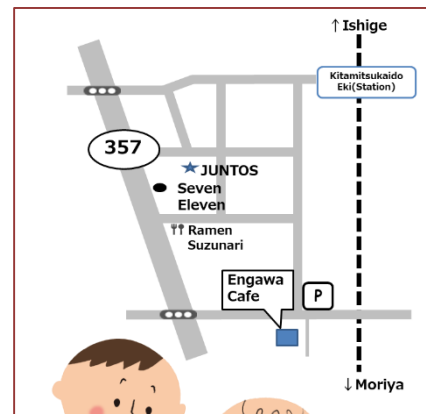 ↑ Ishige
Kitamitsukaido
Eki(Station)
357
★ JUNTOS
Seven
Eleven
Ramen
Suzunari
Engawa
Cafe
P
↓ Moriya